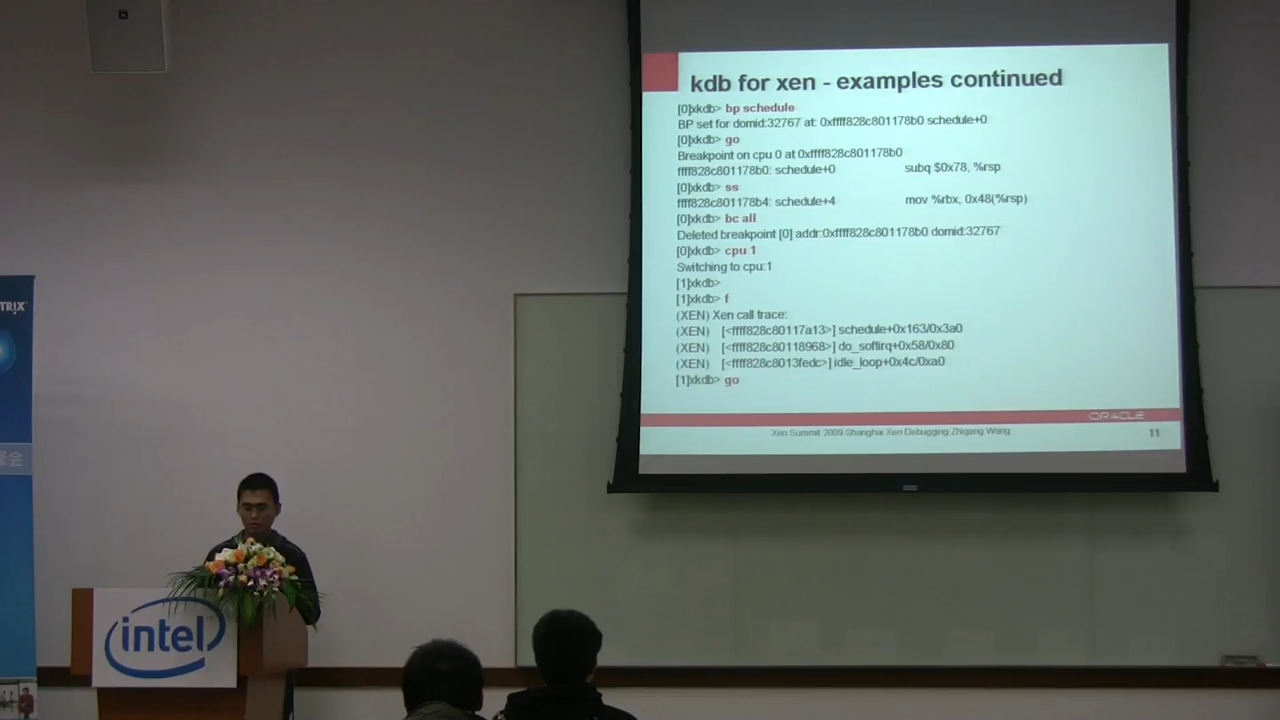 kdb for xen - examples continued
[0]xkdb> bp schedule
BP set for domid:32767 at: 0xffff828c801178b0 schedule+0
[0]xkdb> go
Breakpoint on cpu 0 at 0xffff828c801178b0
ffff828c801178b0: schedule+0 subq $0x78, %rsp
[0]xkdb> ss
ffff828c801178b4: schedule+4 mov %rbx, 0x48(%rsp)
[0]xkdb> bc all
Deleted breakpoint [0] addr:0xffff828c801178b0 domid:32767
[0]xkdb> cpu 1
Switching to cpu:1
[1]xkdb>
[1]xkdb> f
(XEN) Xen call trace:
(XEN) [<ffff828c80117a13>] schedule+0x163/0x3a0
(XEN) [<ffff828c80118968>] do_softirq+0x58/0x80
(XEN) [<ffff828c8013fedc>] idle_loop+0x4c/0xa0
[1]xkdb> go
ORACLE
Xen Summit 2009 Shanghai Xen Debugging Zhigang Wang
11
TRIX
峰会
intel